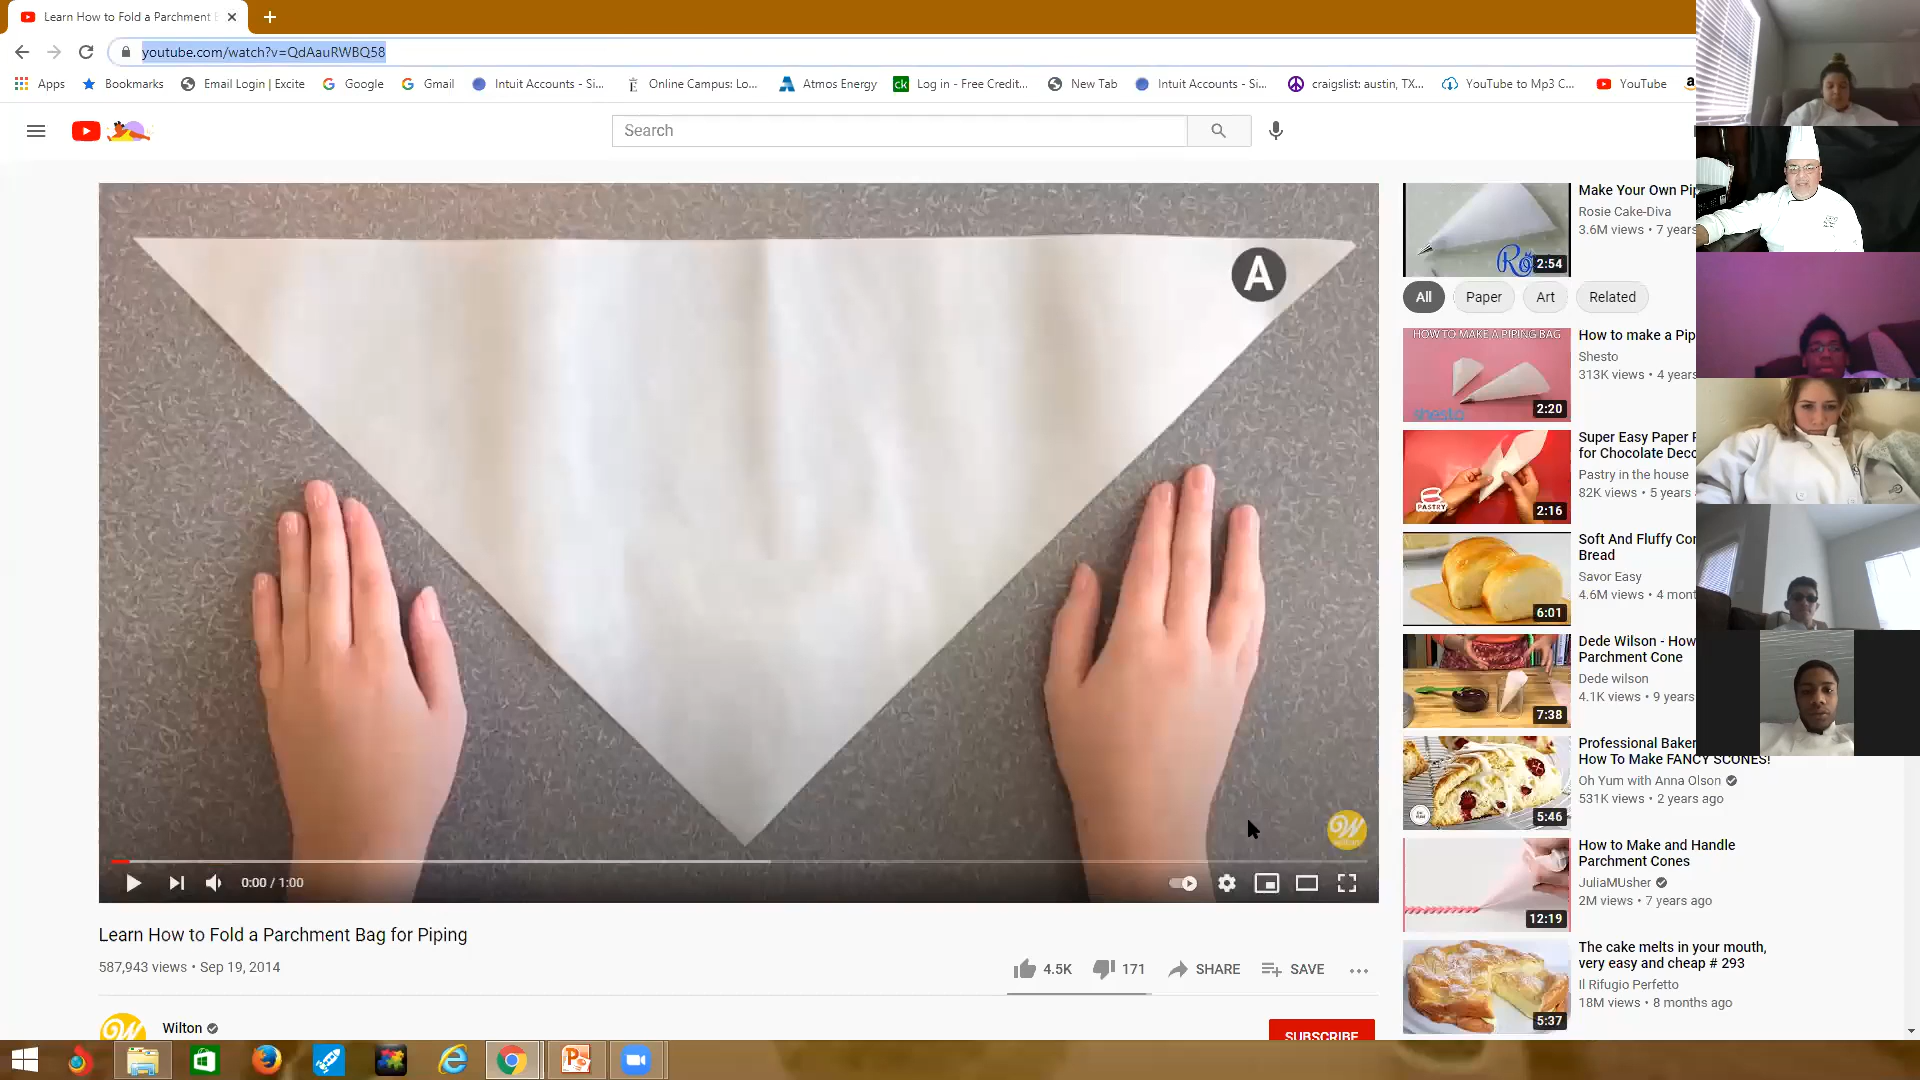 Learn How to Fold a Parchment B
youtube.com/watch?v=QdAauRWBQ58
Apps
Bookmarks
Email Login | Excite
Google
Gmail
Intuit Accounts - Si...
Online Campus: Lo...
Atmos Energy
ck
Log in - Free Credit...
New Tab
Intuit Accounts - Si...
craigslist: austin, TX...
YouTube to Mp3 C...
YouTube
a
Search
A
0:00 / 1:00
Learn How to Fold a Parchment Bag for Piping
587,943 views • Sep 19, 2014
4.5K
171
SHARE
SAVE
Wilton
SUBSCRIBE
Make Your Own Pip
Rosie Cake-Diva
3.6M views • 7 years
2:54
All
Paper
Art
Related
HOW TO MAKE A PIPING BAG
shesto
2:20
How to make a Pip
Shesto
313K views • 4 years
PASTRY
2:16
Super Easy Paper P
for Chocolate Deco
Pastry in the house
82K views • 5 years
6:01
Soft And Fluffy Con
Bread
Savor Easy
4.6M views • 4 mont
7:38
Dede Wilson - How
Parchment Cone
Dede wilson
4.1K views • 9 years
5:46
Professional Baker
How To Make FANCY SCONES!
Oh Yum with Anna Olson
531K views • 2 years ago
12:19
How to Make and Handle
Parchment Cones
JuliaMUsher
2M views • 7 years ago
5:37
The cake melts in your mouth,
very easy and cheap # 293
Il Rifugio Perfetto
18M views • 8 months ago